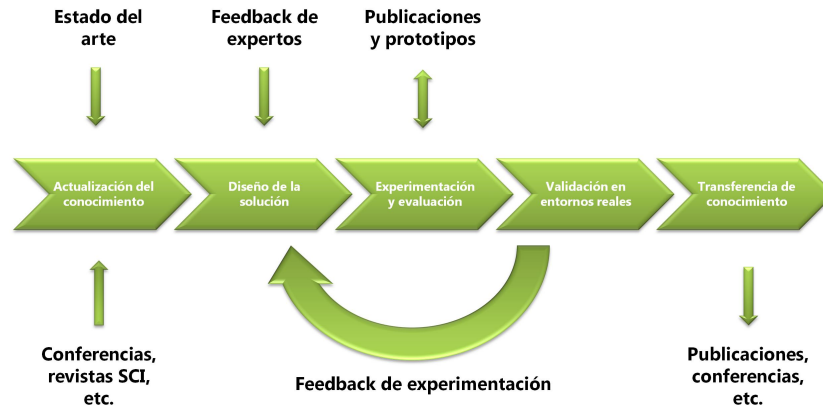 Estado del
arte
Feedback de
expertos
Publicaciones
y prototipos
Actualización del
conocimiento
Diseño de la
solución
Experimentación
y evaluación
Validación en
entornos reales
Transferencia de
conocimiento
Conferencias,
revistas SCI,
etc.
Feedback de experimentación
Publicaciones,
conferencias,
etc.